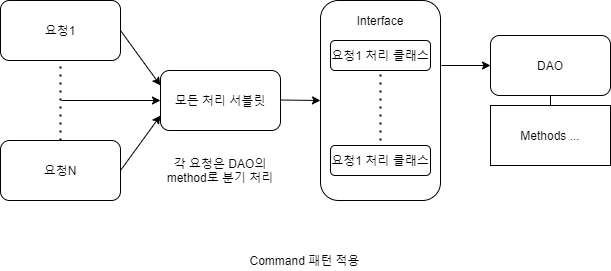 요청1
Interface
요청1 처리 클래스
DAO
모든 처리 서블릿
Methods ...
요청N
각 요청은 DAO의
method로 분기 처리
요청1 처리 클래스
Command 패턴 적용